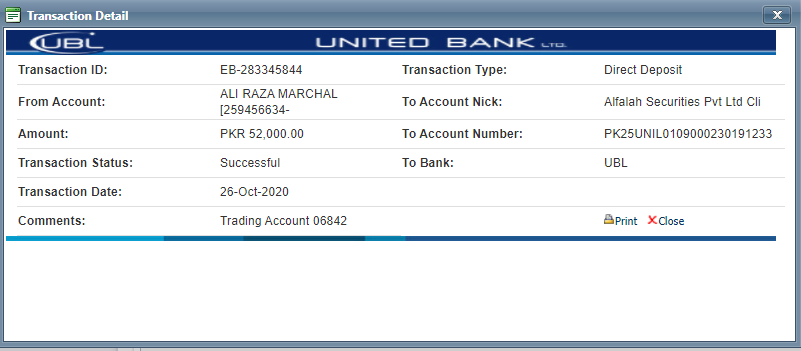 Transaction Detail
UBL UNITED BANK LTD.
Transaction ID: EB-283345844 Transaction Type: Direct Deposit
From Account: ALI RAZA MARCHAL To Account Nick: Alfalah Securities Pvt Ltd Cli
[259456634-
Amount: PKR 52,000.00 To Account Number: PK25UNIL0109000230191233
Transaction Status: Successful To Bank: UBL
Transaction Date: 26-Oct-2020
Comments: Trading Account 06842 Print Close